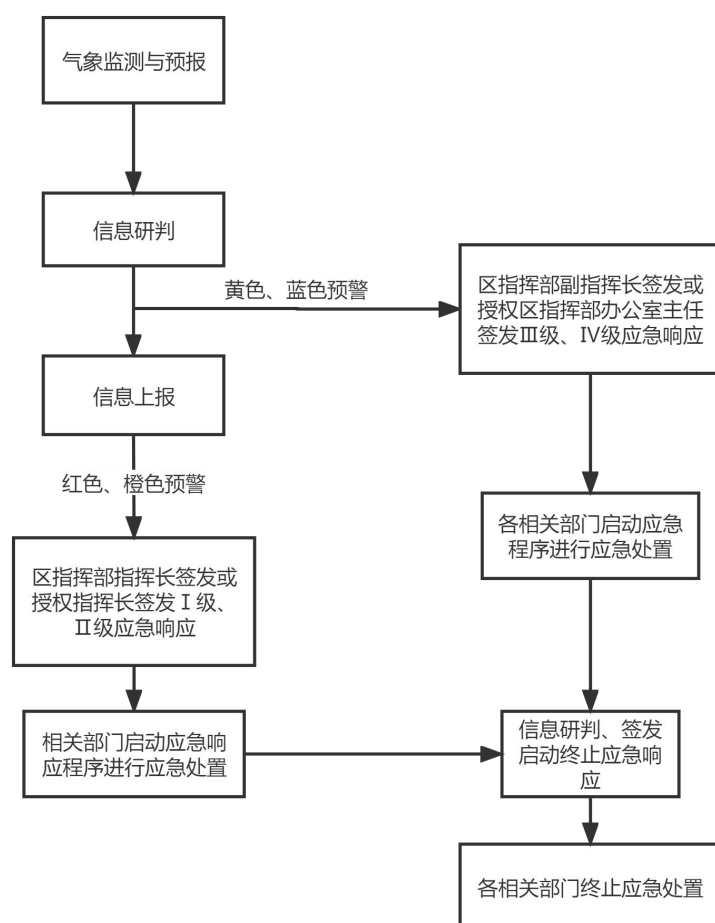 气象监测与预报
信息研判
黄色、蓝色预警
区指挥部副指挥长签发或
授权区指挥部办公室主任
签发Ⅲ级、Ⅳ级应急响应
信息上报
红色、橙色预警
各相关部门启动应急
程序进行应急处置
区指挥部指挥长签发或
授权指挥长签发Ⅰ级、
Ⅱ级应急响应
相关部门启动应急响
应程序进行应急处置
信息研判、签发
启动终止应急响
应
各相关部门终止应急处置